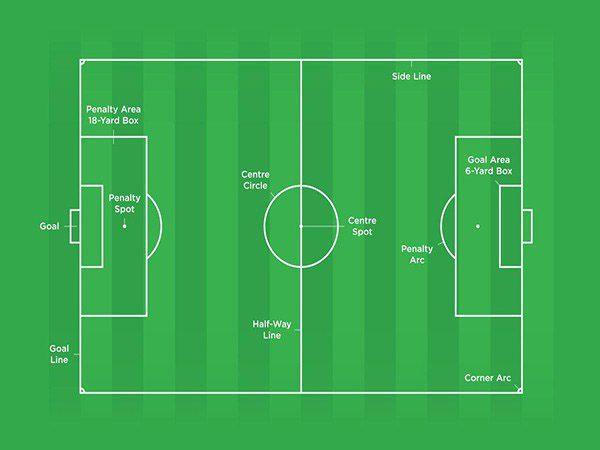 Side Line
Penalty Area
18-Yard Box
Goal Area
6-Yard Box
Centre
Circle
Penalty
Spot
Goal
Centre
Spot
Penalty
Arc
Half-Way
Line
Goal
Line
Corner Arc